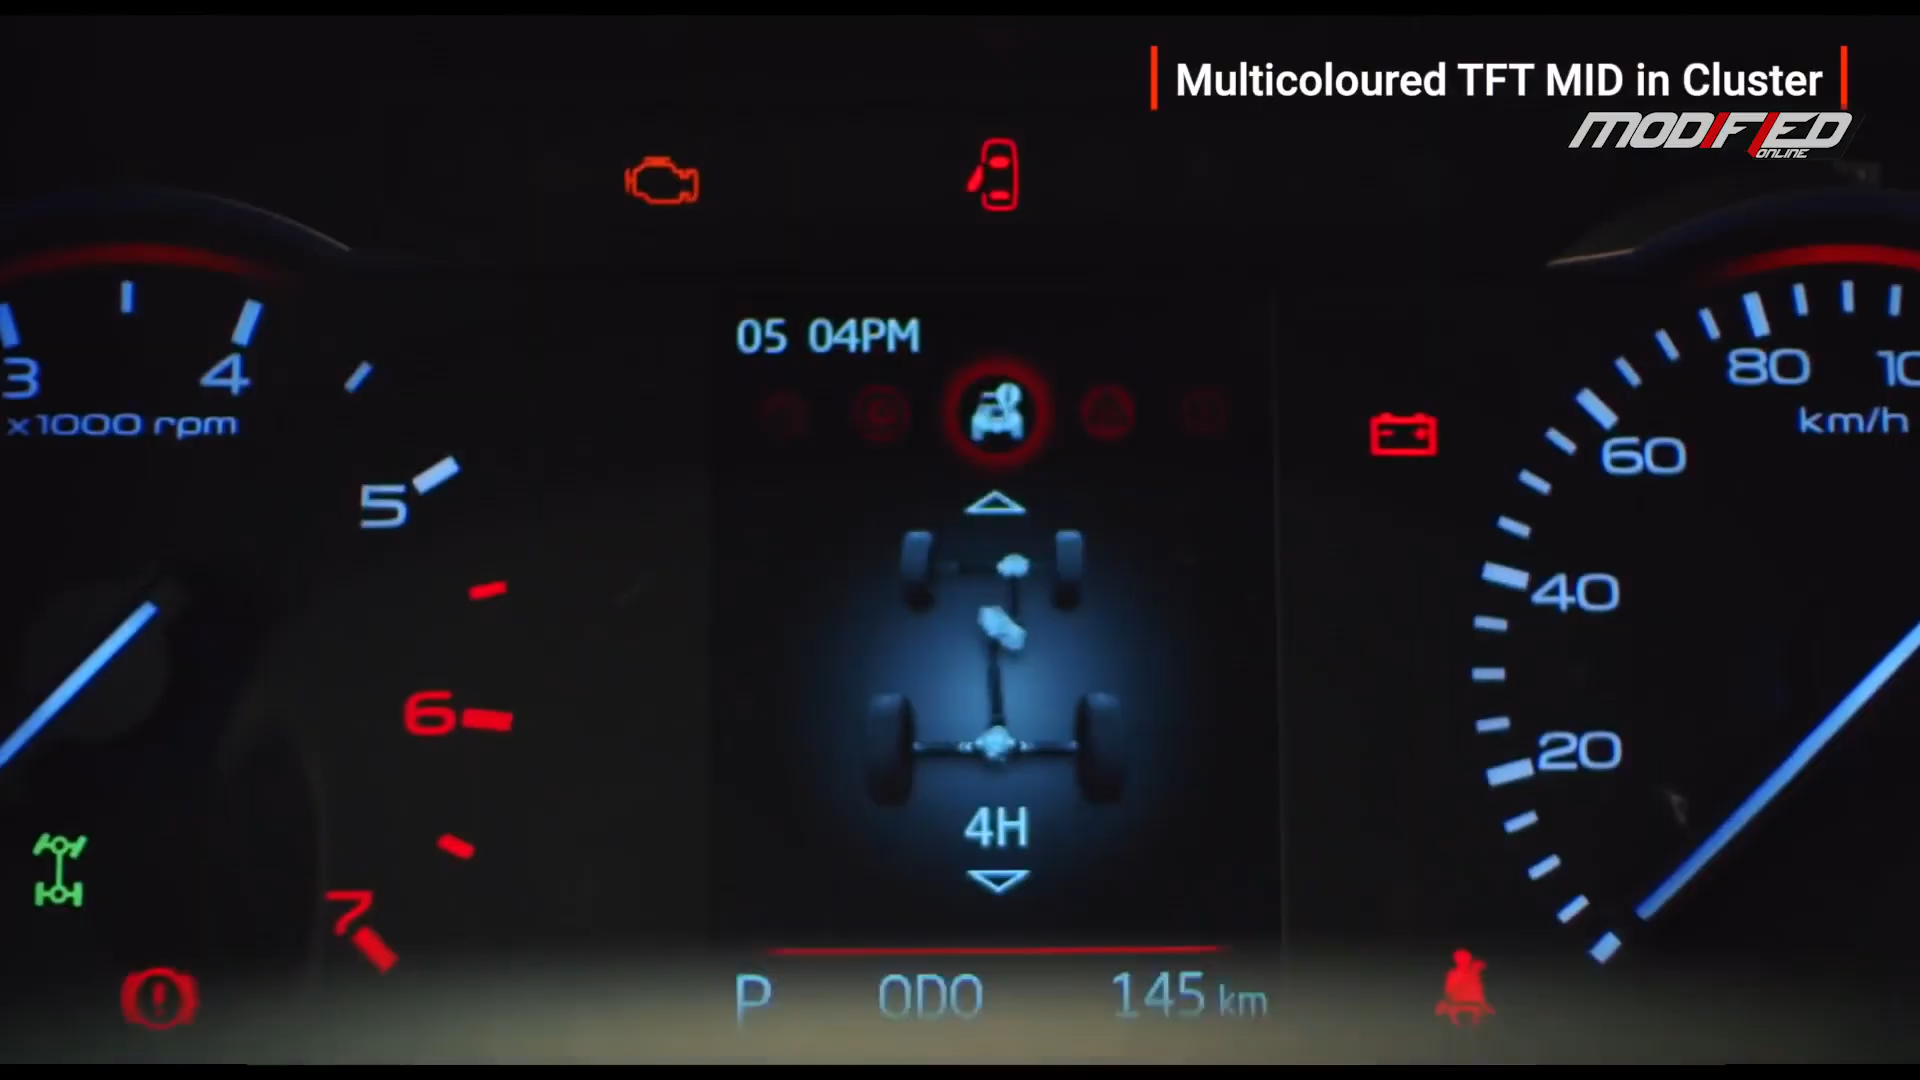 Multicoloured TFT MID in Cluster
MODIFIED
ONLINE
05 04PM
3
4
x1000 rpm
5
6
7
80
km/h
60
40
20
4H
P ODO 145 km